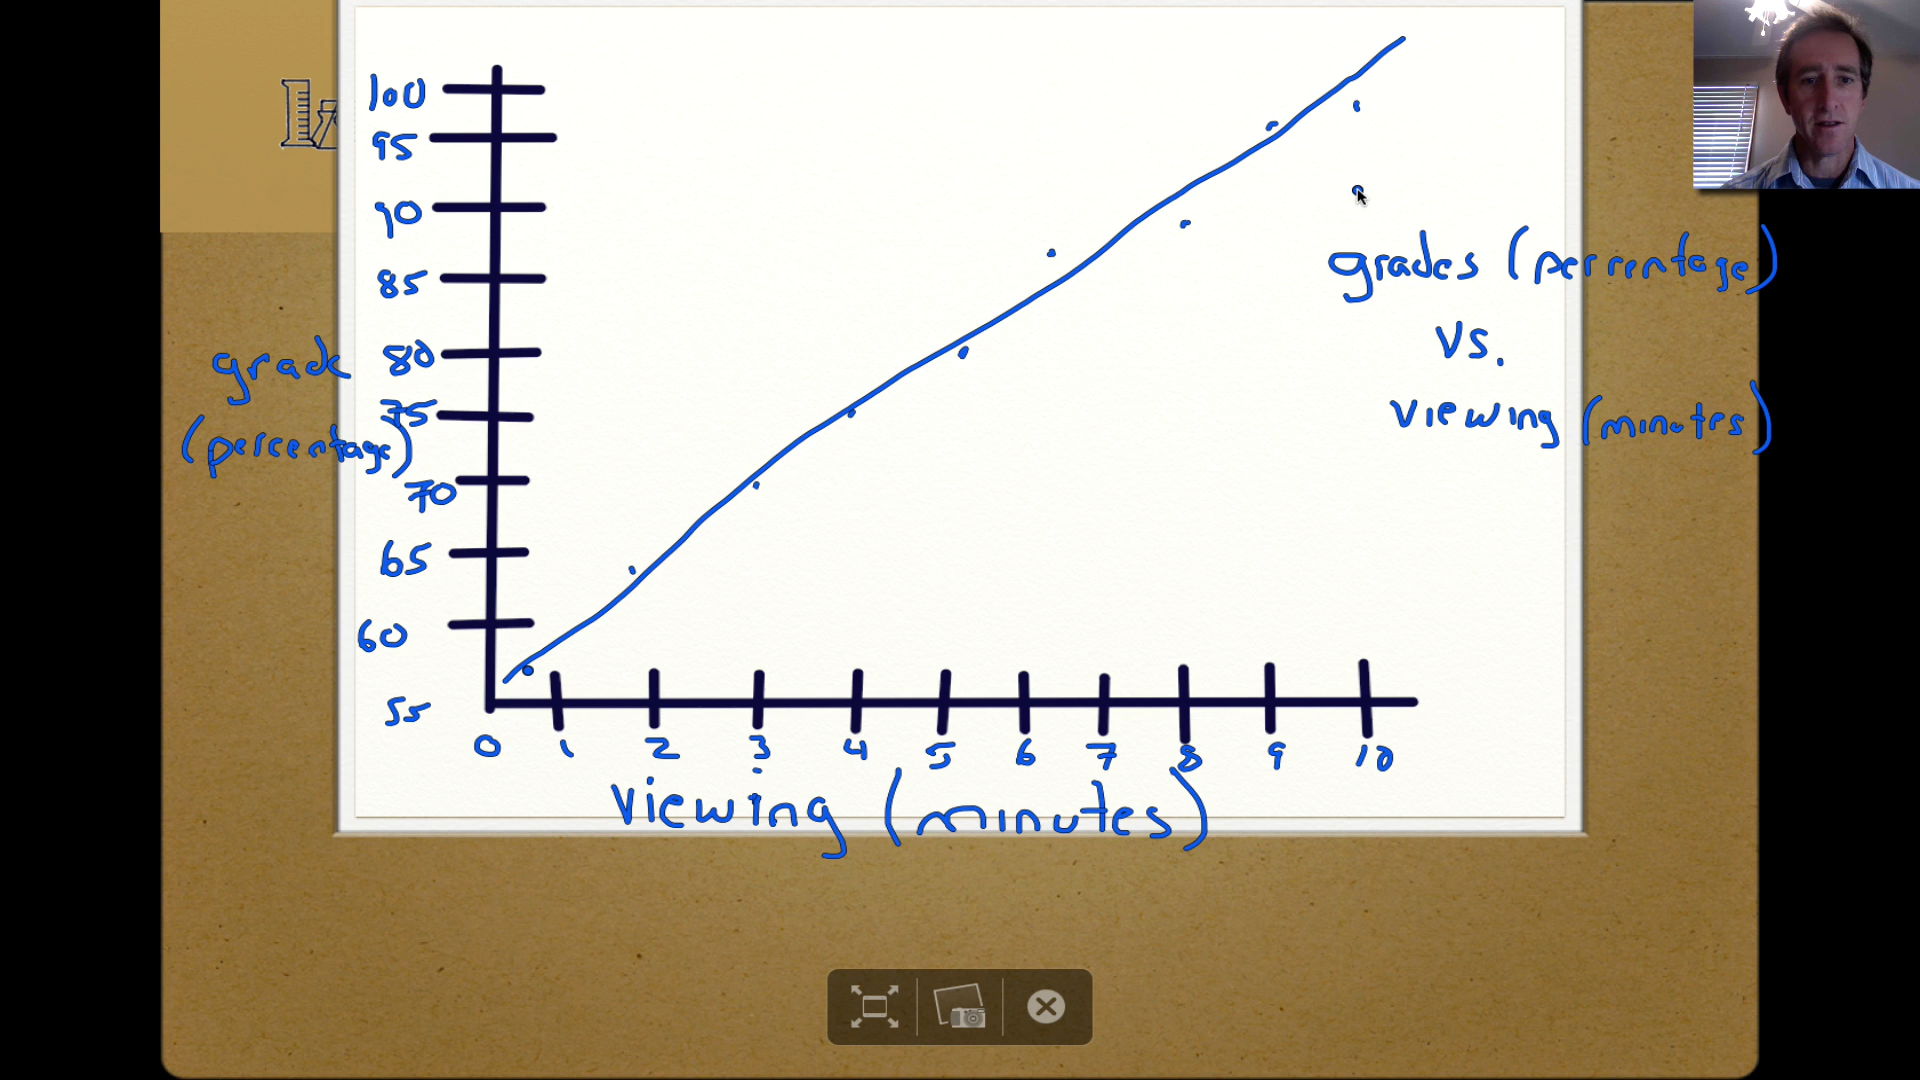 100
95
90
85
80
75
70
65
60
55
grade
(percentage)
0 1 2 3 4 5 6 7 8 9 10
viewing (minutes)
grades (percentage)
vs.
viewing (minutes)